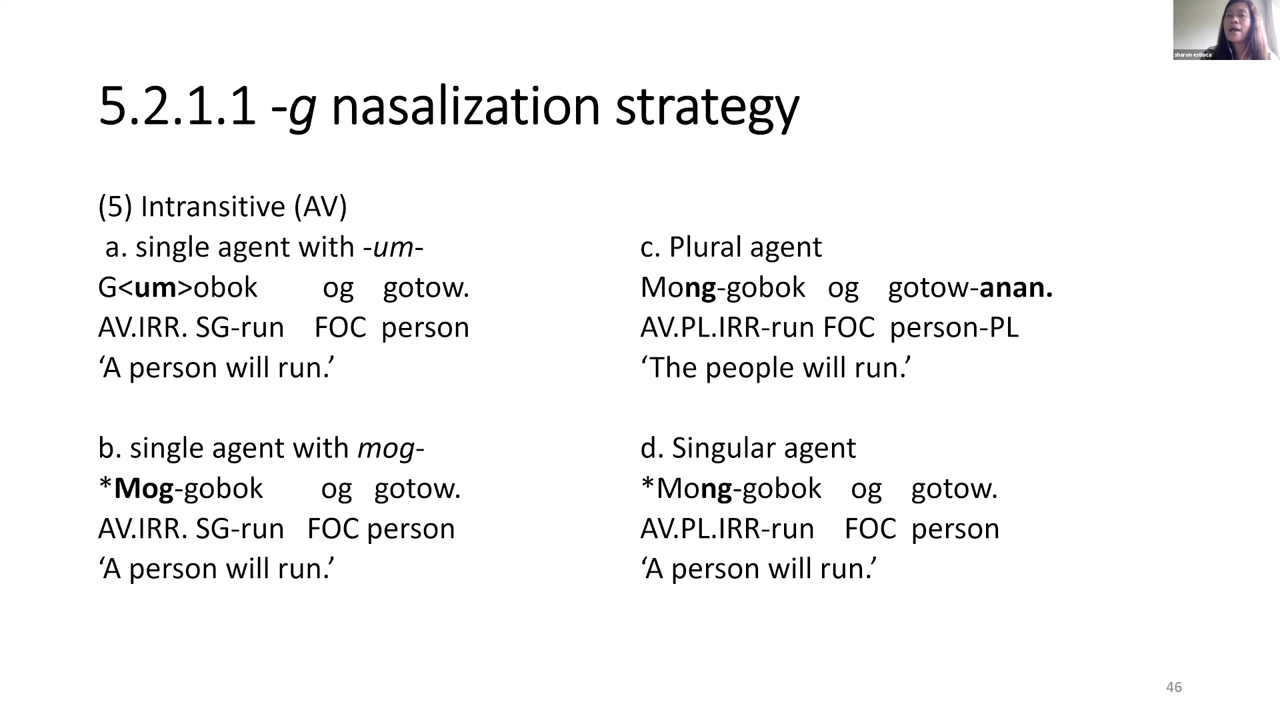 sharon estioca
5.2.1.1 -g nasalization strategy
(5) Intransitive (AV)
a. single agent with -um-
G<um>obok og gotow.
AV.IRR. SG-run FOC person
‘A person will run.’
b. single agent with mog-
*Mog-gobok og gotow.
AV.IRR. SG-run FOC person
‘A person will run.’
c. Plural agent
Mong-gobok og gotow-anan.
AV.PL.IRR-run FOC person-PL
‘The people will run.’
d. Singular agent
*Mong-gobok og gotow.
AV.PL.IRR-run FOC person
‘A person will run.’
46